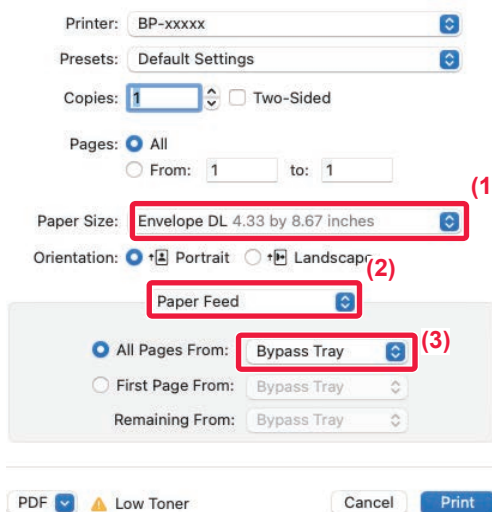 Printer: BP-xxxxx
Presets: Default Settings
Copies: 1 Two-Sided
Pages: All
From: 1 to: 1
(1
Paper Size: Envelope DL 4.33 by 8.67 inches
Orientation: Portrait Landscape
(2)
Paper Feed
All Pages From: Bypass Tray (3)
First Page From: Bypass Tray
Remaining From: Bypass Tray
PDF Low Toner Cancel Print